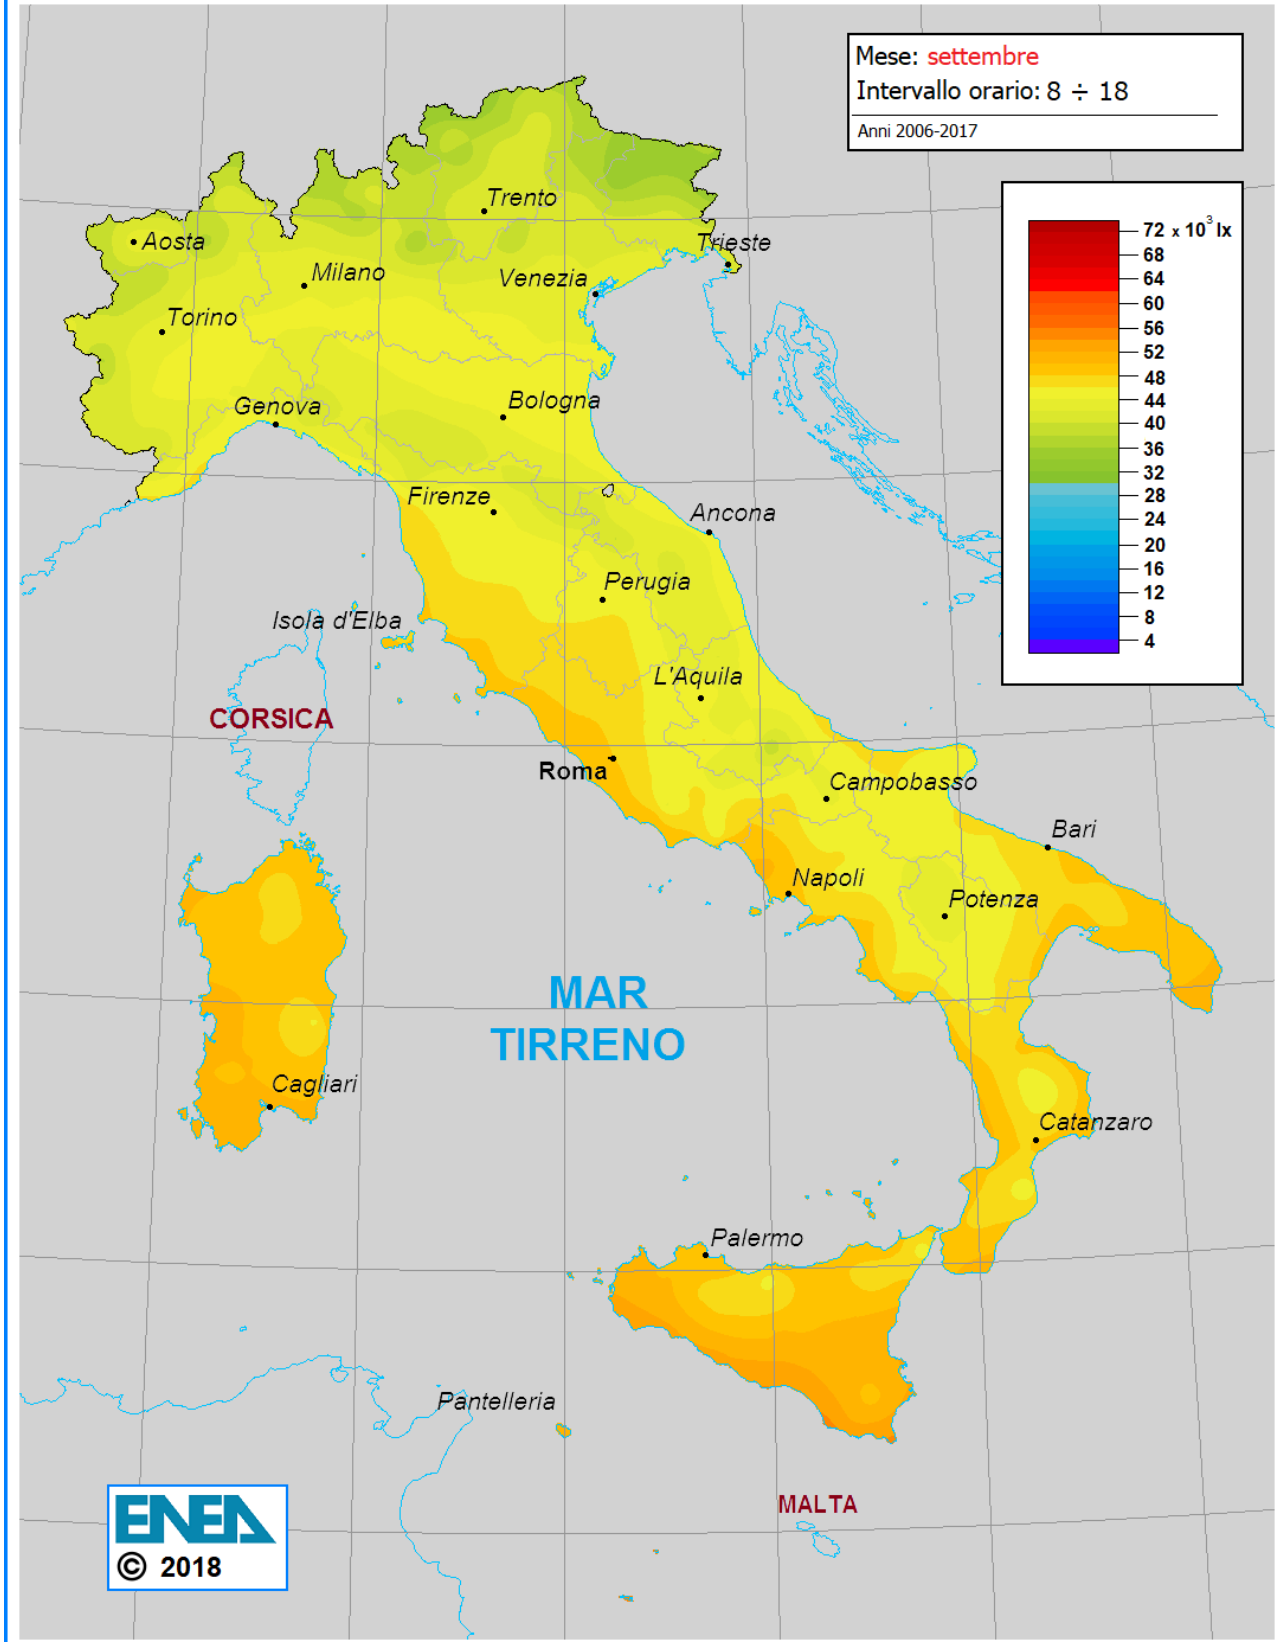 Mese: settembre
Intervallo orario: 8 ÷ 18
Anni 2006-2017
72 x 10³ lx
68
64
60
56
52
48
44
40
36
32
28
24
20
16
12
8
4
Trento
Aosta
Trieste
Milano
Venezia
Torino
Genova
Bologna
Firenze
Ancona
Perugia
Isola d'Elba
L'Aquila
CORSICA
Roma
Campobasso
Bari
Napoli
Potenza
MAR
TIRRENO
Cagliari
Catanzaro
Palermo
Pantelleria
MALTA
ENEA
© 2018